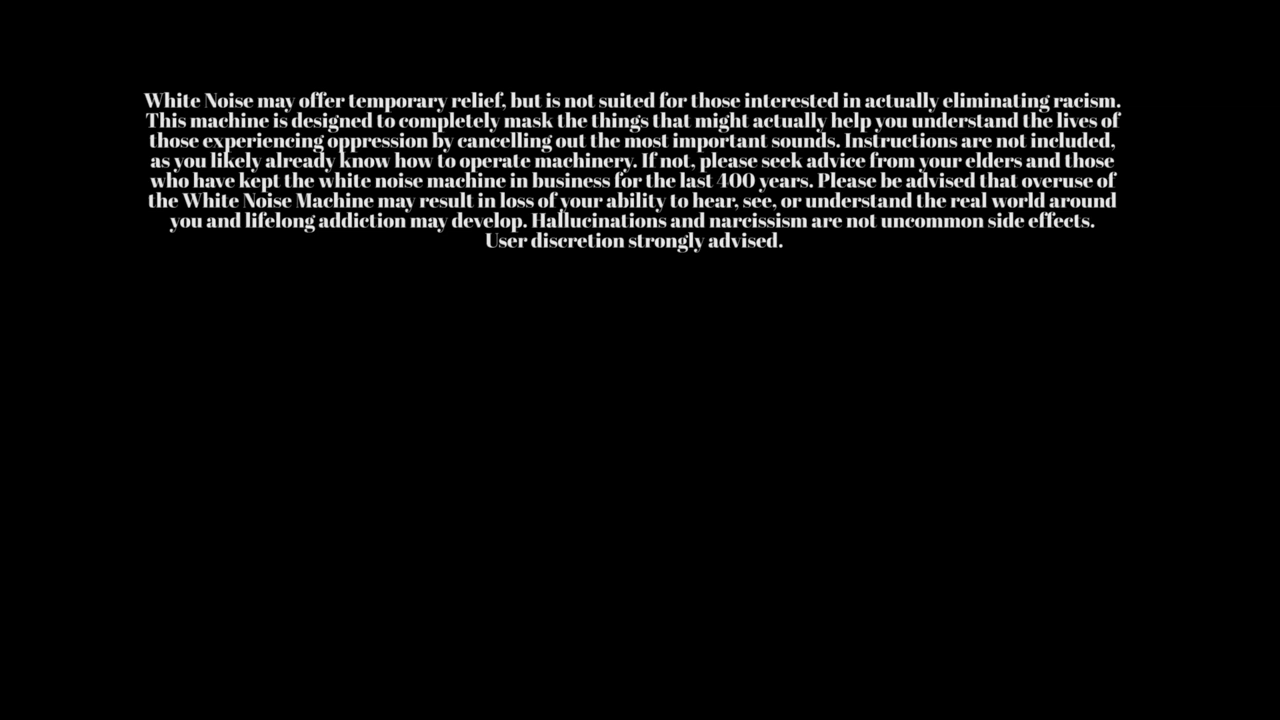 White Noise may offer temporary relief, but is not suited for those interested in actually eliminating racism.
This machine is designed to completely mask the things that might actually help you understand the lives of
those experiencing oppression by cancelling out the most important sounds. Instructions are not included,
as you likely already know how to operate machinery. If not, please seek advice from your elders and those
who have kept the white noise machine in business for the last 400 years. Please be advised that overuse of
the White Noise Machine may result in loss of your ability to hear, see, or understand the real world around
you and lifelong addiction may develop. Hallucinations and narcissism are not uncommon side effects.
User discretion strongly advised.